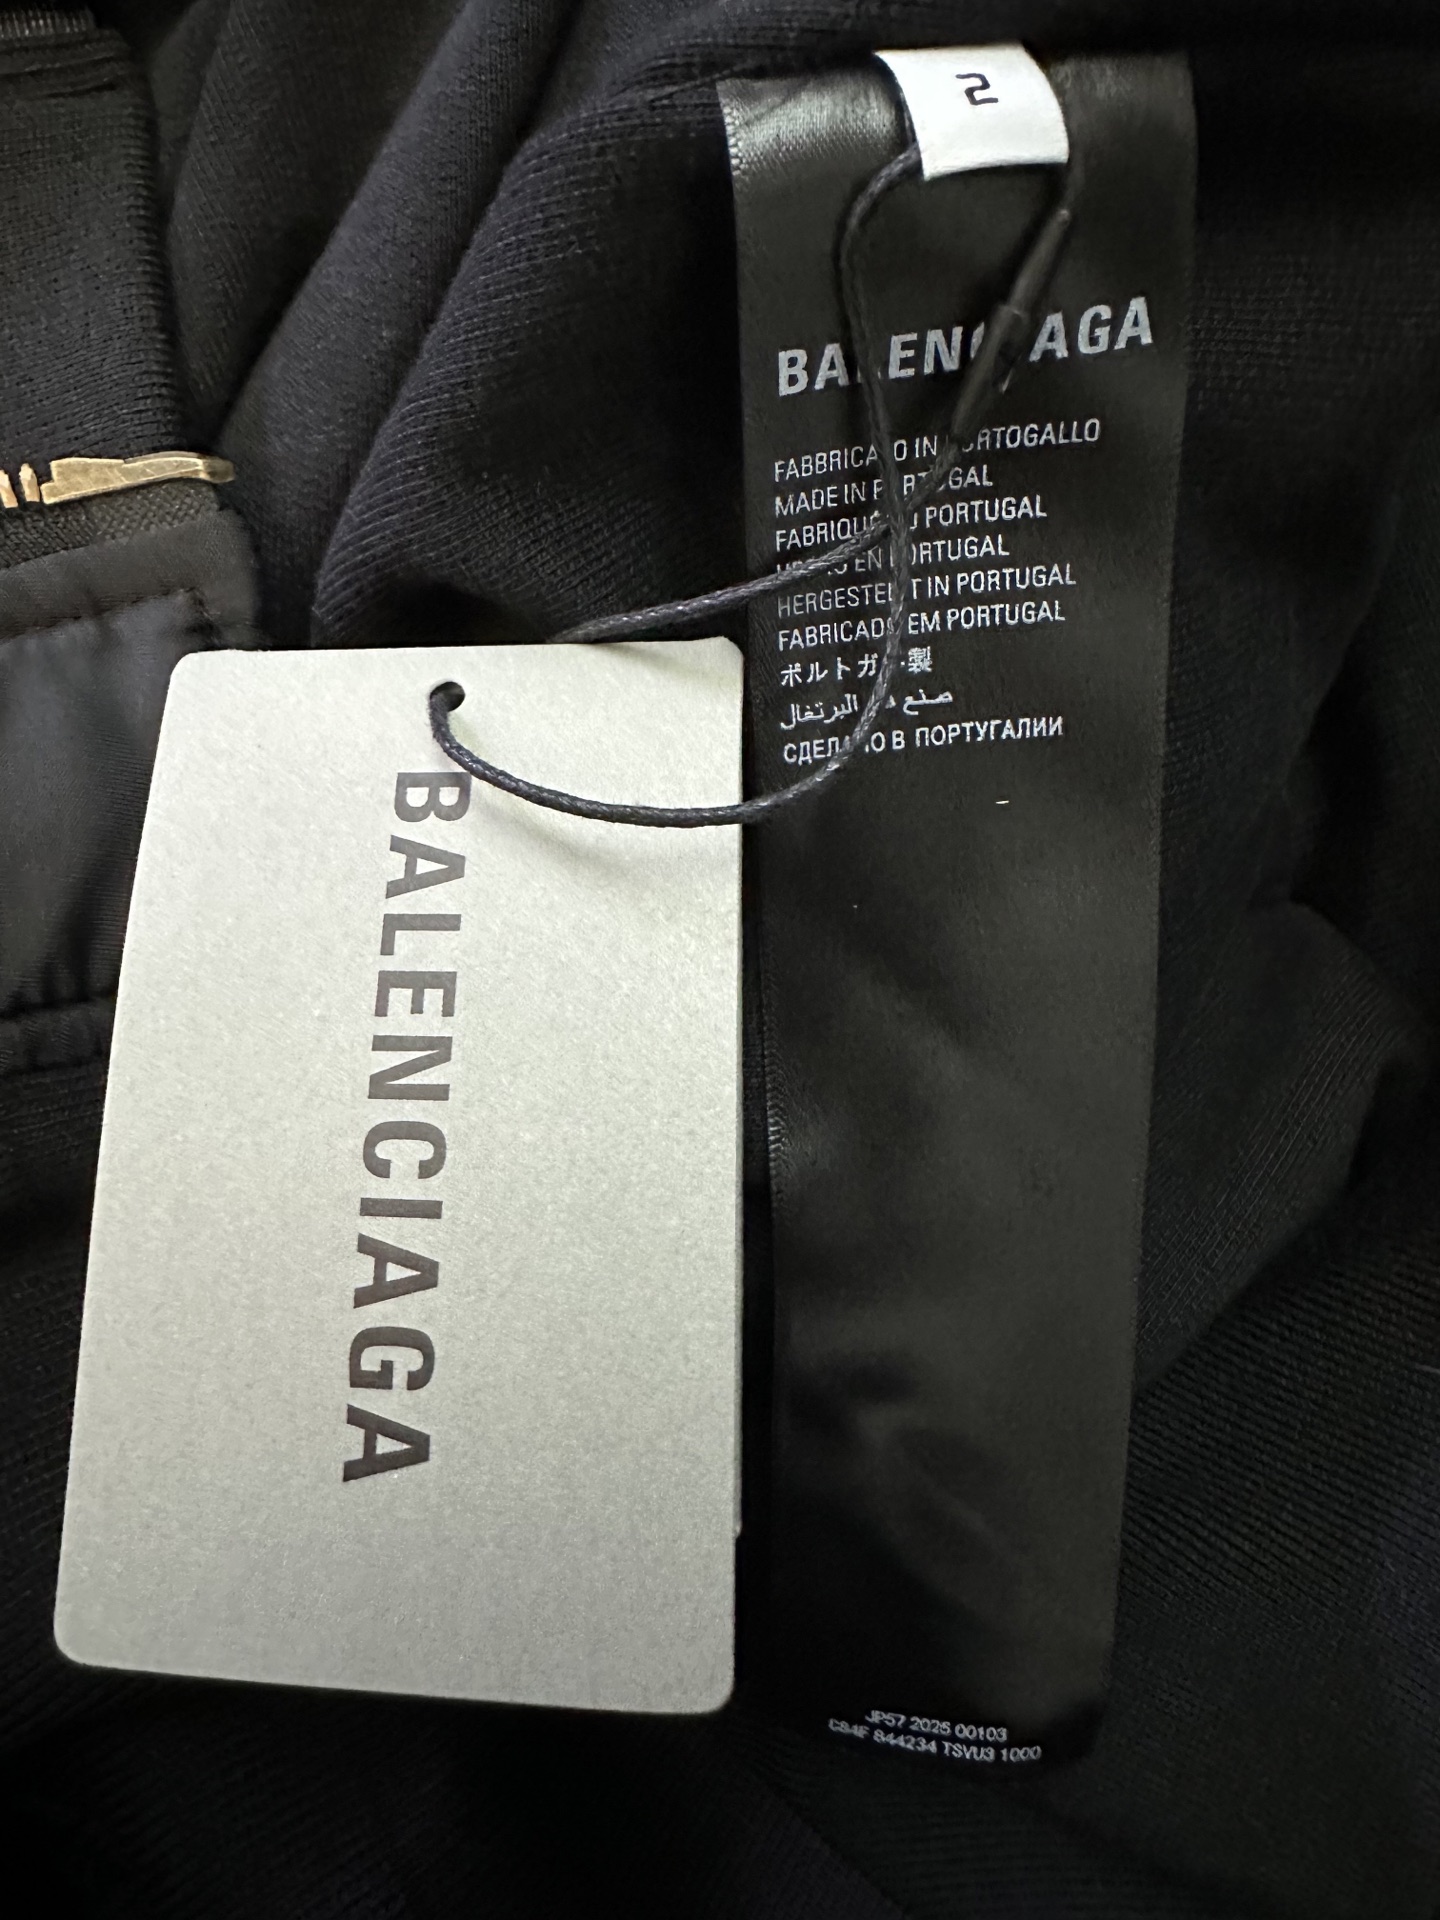 2
BALENCIAGA
FABBRICATO IN PORTOGALLO
MADE IN PORTUGAL
FABRIQUÉ AU PORTUGAL
HECHO EN PORTUGAL
HERGESTELLT IN PORTUGAL
FABRICADO EM PORTUGAL
ポルトガル製
صنع في البرتغال
СДЕЛАНО В ПОРТУГАЛИИ
BALENCIAGA
JP57 2025 00103
C84F 844234 TSVU3 1000